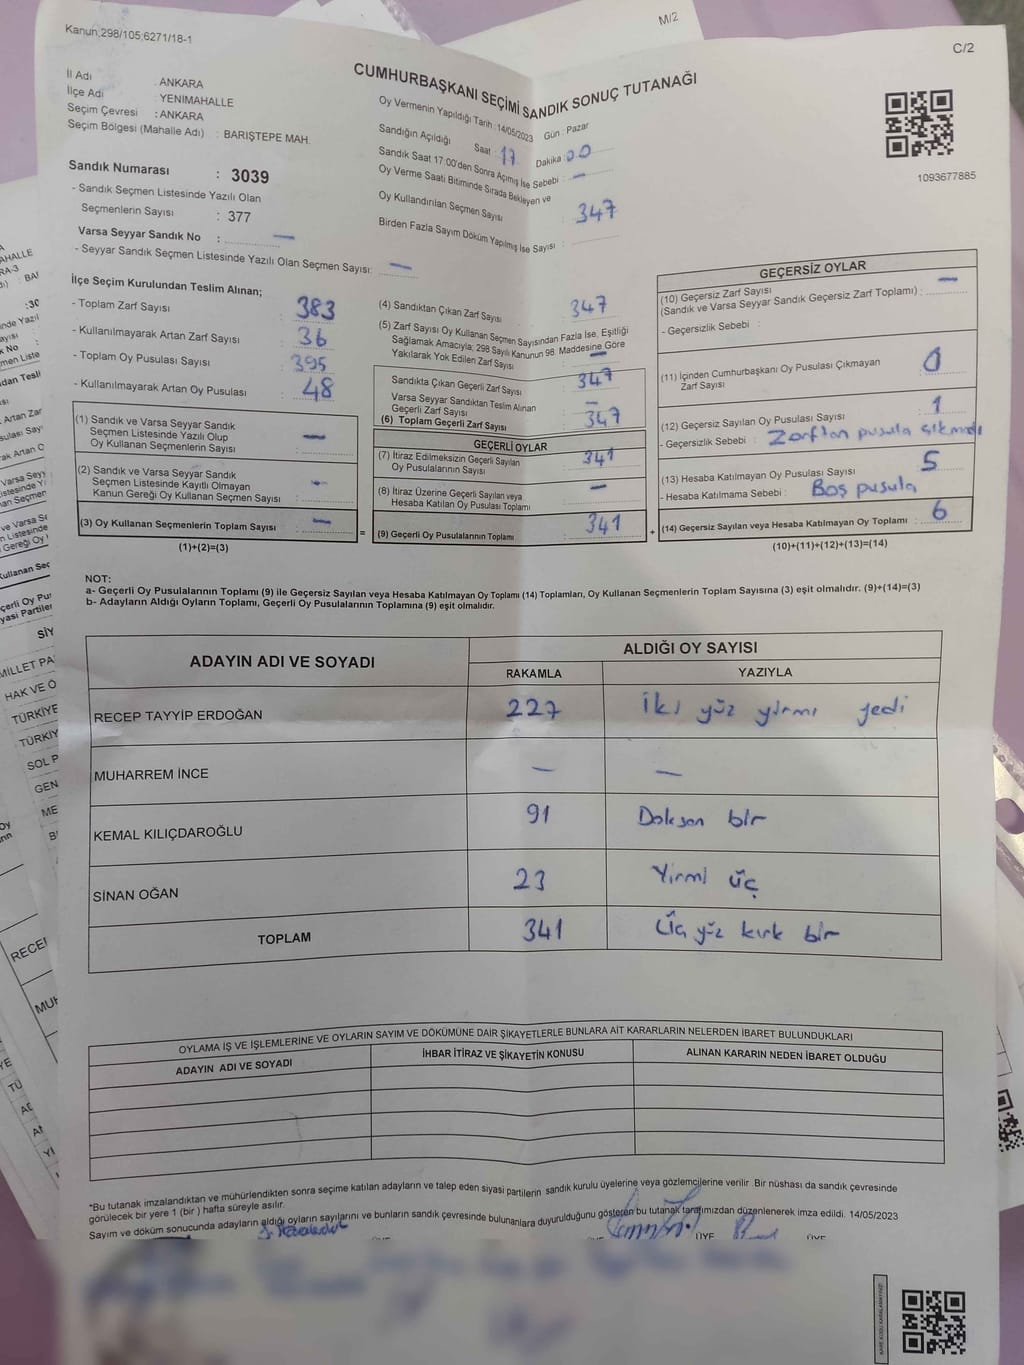 Kanun;298/105;6271/18-1
M/2
C/2
CUMHURBAŞKANI SEÇİMİ SANDIK SONUÇ TUTANAĞI
İl Adı : ANKARA
İlçe Adı : YENİMAHALLE
Seçim Çevresi : ANKARA
Seçim Bölgesi (Mahalle Adı) : BARIŞTEPE MAH.
Sandık Numarası : 3039
- Sandık Seçmen Listesinde Yazılı Olan
Seçmenlerin Sayısı : 377
Varsa Seyyar Sandık No : —
- Seyyar Sandık Seçmen Listesinde Yazılı Olan Seçmen Sayısı: —
Oy Vermenin Yapıldığı Tarih : 14/05/2023 Gün : Pazar
Sandığın Açıldığı Saat : 17 Dakika : 00
Sandık Saat 17:00'den Sonra Açımış İse Sebebi : —
Oy Verme Saati Bitiminde Sırada Bekleyen ve
Oy Kullandırılan Seçmen Sayısı : 347
Birden Fazla Sayım Döküm Yapılmış İse Sayısı :
1093677885
İlçe Seçim Kurulundan Teslim Alınan;
- Toplam Zarf Sayısı : 383
- Kullanılmayarak Artan Zarf Sayısı : 36
- Toplam Oy Pusulası Sayısı : 395
- Kullanılmayarak Artan Oy Pusulası : 48
(1) Sandık ve Varsa Seyyar Sandık
Seçmen Listesinde Yazılı Olup
Oy Kullanan Seçmenlerin Sayısı : —
(2) Sandık ve Varsa Seyyar Sandık
Seçmen Listesinde Kayıtlı Olmayan
Kanun Gereği Oy Kullanan Seçmen Sayısı : —
(3) Oy Kullanan Seçmenlerin Toplam Sayısı : —
(1)+(2)=(3)
=
(4) Sandıktan Çıkan Zarf Sayısı : 347
(5) Zarf Sayısı Oy Kullanan Seçmen Sayısından Fazla İse, Eşitliği
Sağlamak Amacıyla; 298 Sayılı Kanunun 98. Maddesine Göre
Yakılarak Yok Edilen Zarf Sayısı : —
Sandıkta Çıkan Geçerli Zarf Sayısı : 347
Varsa Seyyar Sandıktan Teslim Alınan
Geçerli Zarf Sayısı : —
(6) Toplam Geçerli Zarf Sayısı : 347
GEÇERLİ OYLAR
(7) İtiraz Edilmeksizin Geçerli Sayılan
Oy Pusulalarının Sayısı : 341
(8) İtiraz Üzerine Geçerli Sayılan veya
Hesaba Katılan Oy Pusulası Toplamı : —
(9) Geçerli Oy Pusulalarının Toplamı : 341
+
GEÇERSİZ OYLAR
(10) Geçersiz Zarf Sayısı
(Sandık ve Varsa Seyyar Sandık Geçersiz Zarf Toplamı) : —
- Geçersizlik Sebebi :
(11) İçinden Cumhurbaşkanı Oy Pusulası Çıkmayan
Zarf Sayısı : 0
(12) Geçersiz Sayılan Oy Pusulası Sayısı : 1
- Geçersizlik Sebebi : Zarftan pusula çıkmadı
(13) Hesaba Katılmayan Oy Pusulası Sayısı : 5
- Hesaba Katılmama Sebebi : Boş pusula
(14) Geçersiz Sayılan veya Hesaba Katılmayan Oy Toplamı : 6
(10)+(11)+(12)+(13)=(14)
NOT:
a- Geçerli Oy Pusulalarının Toplamı (9) ile Geçersiz Sayılan veya Hesaba Katılmayan Oy Toplamı (14) Toplamları, Oy Kullanan Seçmenlerin Toplam Sayısına (3) eşit olmalıdır. (9)+(14)=(3)
b- Adayların Aldığı Oyların Toplamı, Geçerli Oy Pusulalarının Toplamına (9) eşit olmalıdır.
ADAYIN ADI VE SOYADI
ALDIĞI OY SAYISI
RAKAMLA YAZIYLA
RECEP TAYYİP ERDOĞAN 227 İki yüz yirmi yedi
MUHARREM İNCE — —
KEMAL KILIÇDAROĞLU 91 Doksan bir
SİNAN OĞAN 23 Yirmi üç
TOPLAM 341 Üç yüz kırk bir
OYLAMA İŞ VE İŞLEMLERİNE VE OYLARIN SAYIM VE DÖKÜMÜNE DAİR ŞİKAYETLERLE BUNLARA AİT KARARLARIN NELERDEN İBARET BULUNDUKLARI
ADAYIN ADI VE SOYADI İHBAR İTİRAZ VE ŞİKAYETİN KONUSU ALINAN KARARIN NEDEN İBARET OLDUĞU
*Bu tutanak imzalandıktan ve mühürlendikten sonra seçime katılan adayların ve talep eden siyasi partilerin sandık kurulu üyelerine veya gözlemcilerine verilir. Bir nüshası da sandık çevresinde
görülecek bir yere 1 (bir ) hafta süreyle asılır.
Sayım ve döküm sonucunda adayların aldığı oyların sayılarını ve bunların sandık çevresinde bulunanlara duyurulduğunu gösteren bu tutanak tarafımızdan düzenlenerek imza edildi. 14/05/2023
ÜYE ÜYE